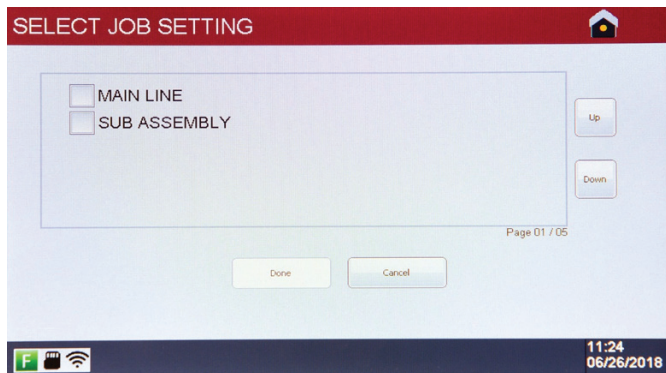 SELECT JOB SETTING
MAIN LINE
SUB ASSEMBLY
Up
Down
Page 01 / 05
Done
Cancel
F
11:24
06/26/2018